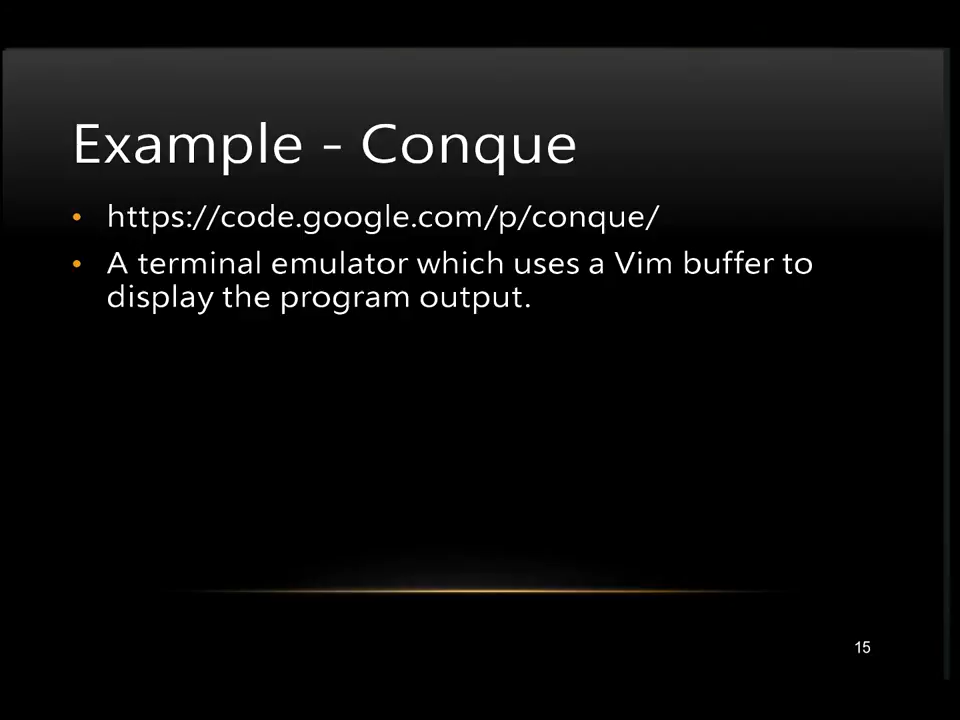 Example - Conque
• https://code.google.com/p/conque/
• A terminal emulator which uses a Vim buffer to
display the program output.
15